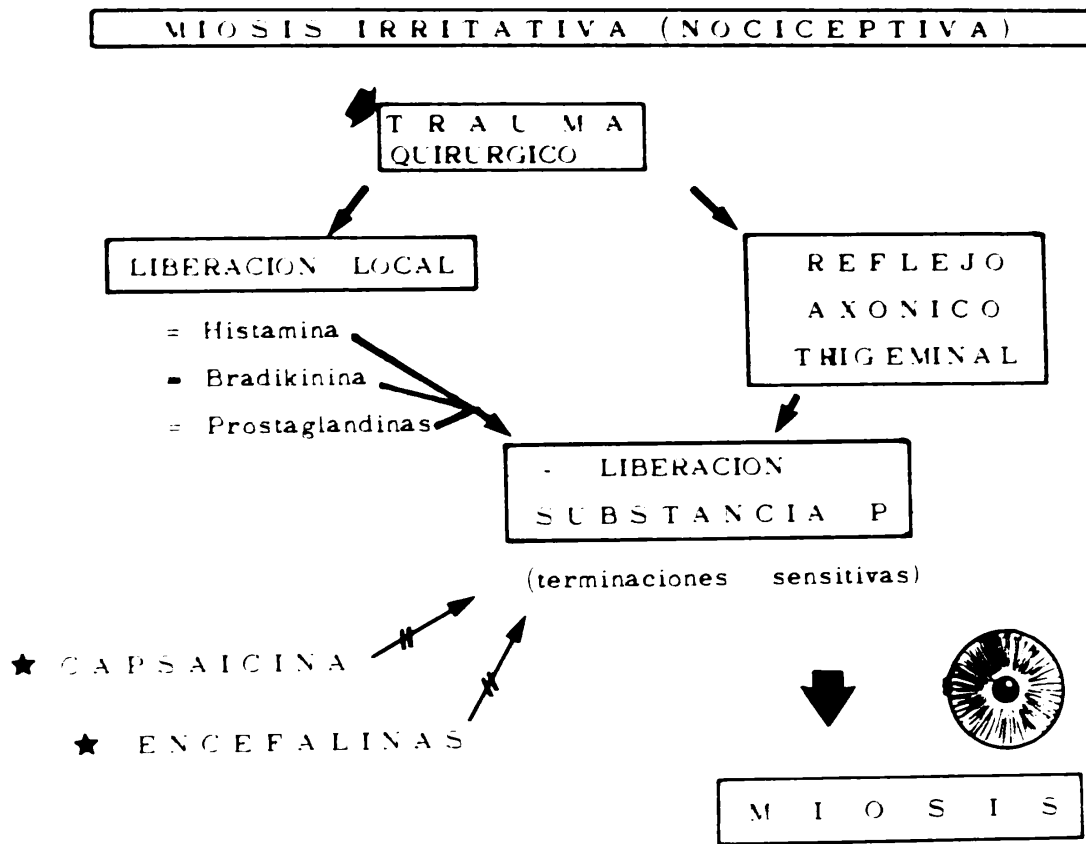 MIOSIS IRRITATIVA (NOCICEPTIVA)
TRAUMA
QUIRURGICO
LIBERACION LOCAL
= Histamina
- Bradikinina
= Prostaglandinas
REFLEJO
AXONICO
TRIGEMINAL
- LIBERACION
SUBSTANCIA P
(terminaciones sensitivas)
★ CAPSAICINA
★ ENCEFALINAS
MIOSIS